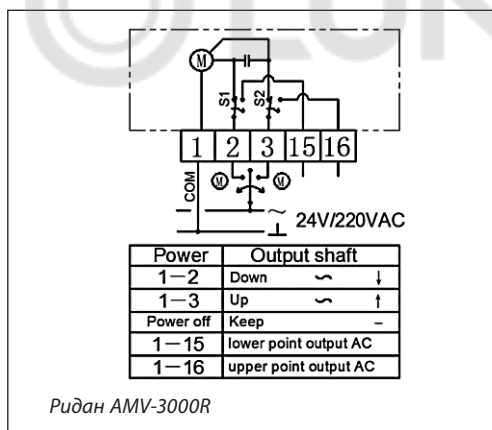 LUN
M
S1
S2
1 2 3 15 16
COM
M M
~ 24V/220VAC
Power Output shaft
1—2 Down ∽ ↓
1—3 Up ∽ ↑
Power off Keep –
1—15 lower point output AC
1—16 upper point output AC
Ридан AMV-3000R